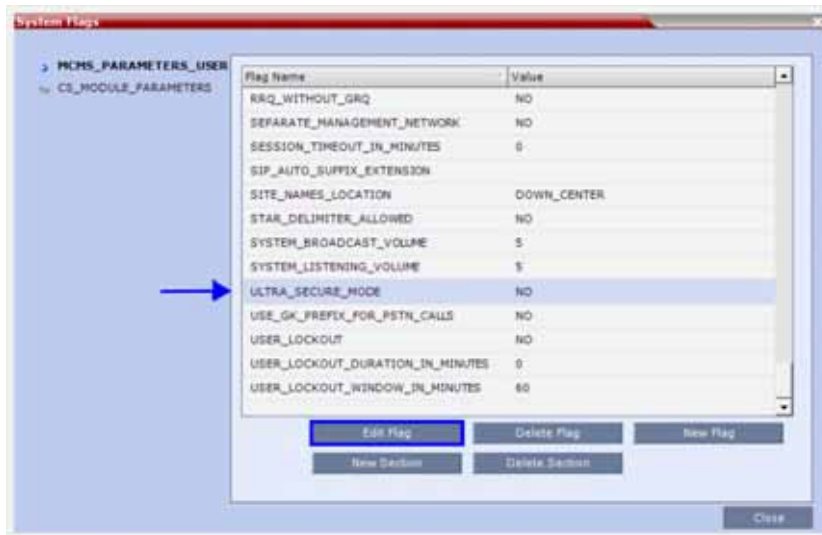 System Flags
MCMS_PARAMETERS_USER
CS_MODULE_PARAMETERS
Flag Name Value
RRQ_WITHOUT_GRQ NO
SEPARATE_MANAGEMENT_NETWORK NO
SESSION_TIMEOUT_IN_MINUTES 0
SIP_AUTO_SUFFIX_EXTENSION
SITE_NAMES_LOCATION DOWN_CENTER
STAR_DELIMITER_ALLOWED NO
SYSTEM_BROADCAST_VOLUME 5
SYSTEM_LISTENING_VOLUME 5
ULTRA_SECURE_MODE NO
USE_GK_PREFIX_FOR_PSTN_CALLS NO
USER_LOCKOUT NO
USER_LOCKOUT_DURATION_IN_MINUTES 0
USER_LOCKOUT_WINDOW_IN_MINUTES 60
Edit Flag Delete Flag New Flag
New Section Delete Section
Close